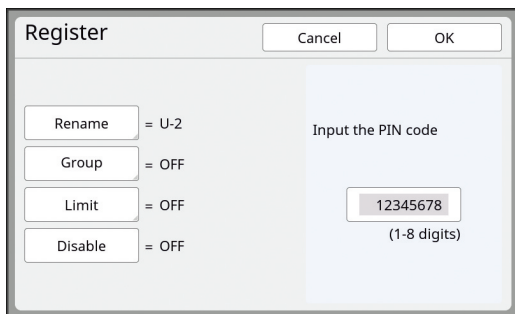 Register
Cancel
OK
Rename = U-2
Group = OFF
Limit = OFF
Disable = OFF
Input the PIN code
12345678
(1-8 digits)